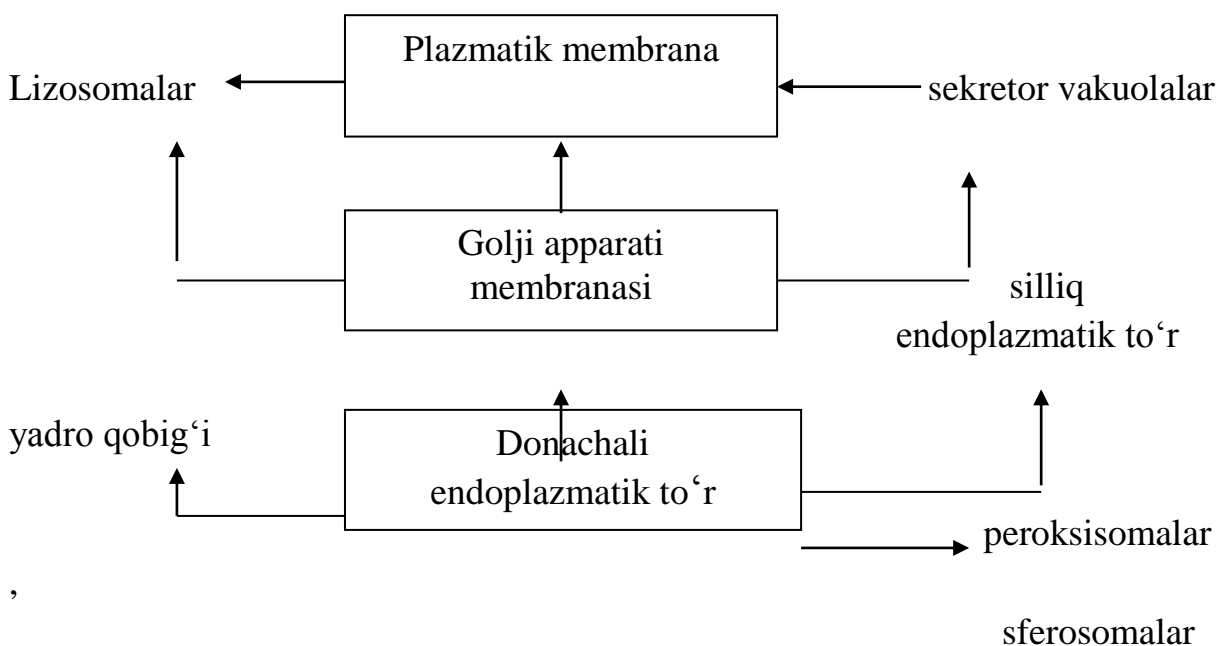 Plazmatik membrana
Lizosomalar
sekretor vakuolalar
Golji apparati
membranasi
silliq
endoplazmatik to‘r
yadro qobig‘i
Donachali
endoplazmatik to‘r
peroksisomalar
,
sferosomalar